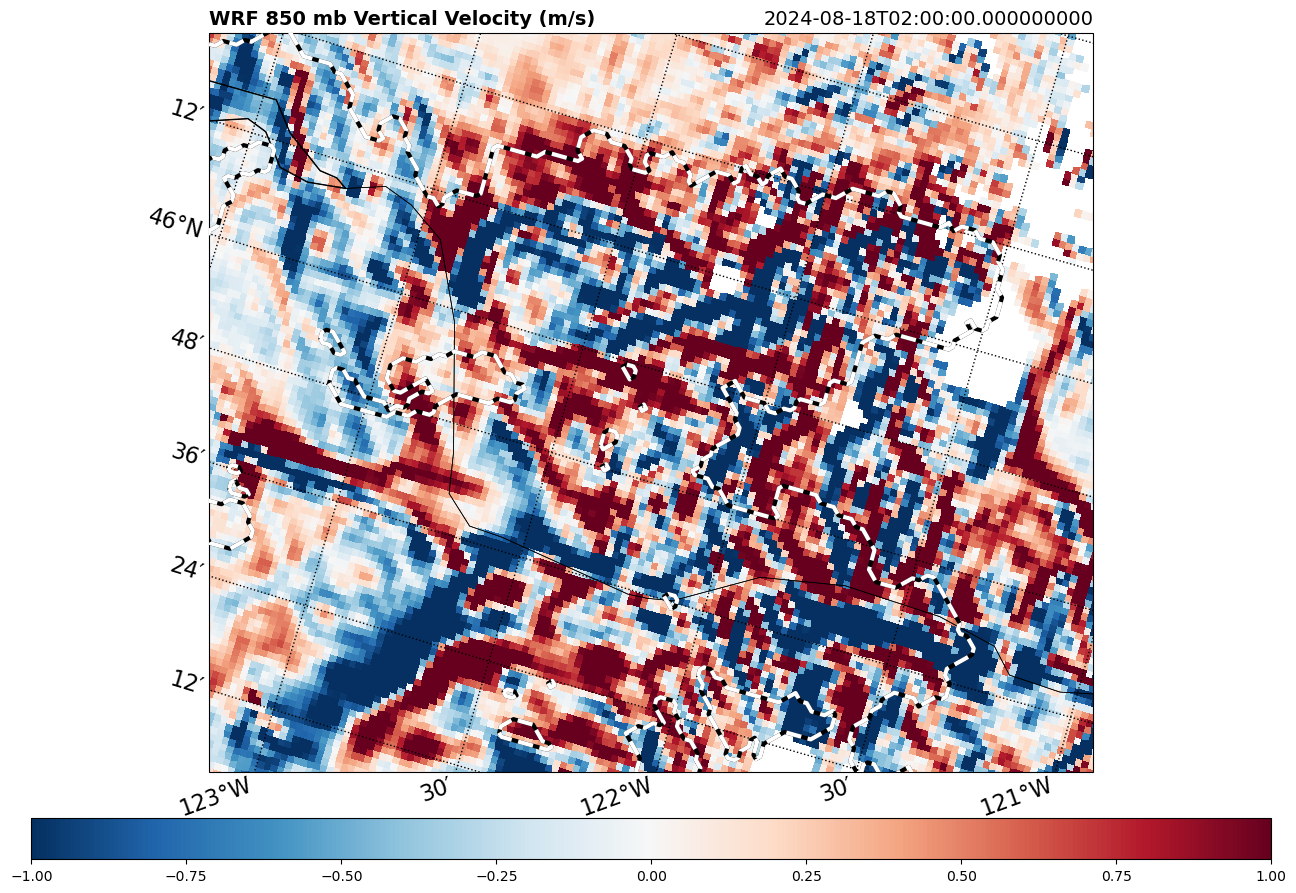 WRF 850 mb Vertical Velocity (m/s)
2024-08-18T02:00:00.000000000
12′
46°N
48′
36′
24′
12′
123°W
30′
122°W
30′
121°W
−1.00
−0.75
−0.50
−0.25
0.00
0.25
0.50
0.75
1.00